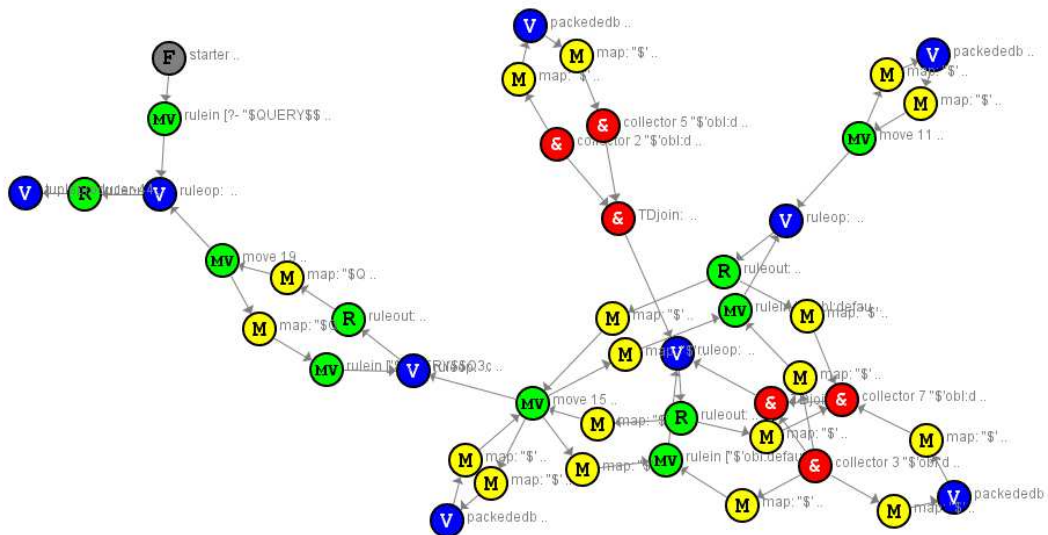 V
packededb ..
M
map: "$' ..
M
map: "$' ..
F
starter ..
MV
rulein [?- "$QUERY$$ ..
&
collector 5 "$'obl:d ..
&
collector 2 "$'obl:d ..
V
packededb ..
M
map: "$' ..
M
map: "$' ..
MV
move 11 ..
V
R
V
ruleop: ..
&
TDjoin: ..
V
ruleop: ..
MV
move 19 ..
M
map: "$Q ..
M
R
ruleout: ..
MV
V
R
ruleout: ..
MV
M
map: "$' ..
M
map: "$' ..
M
V
ruleop: ..
M
map: "$' ..
MV
move 15 ..
M
R
ruleout: ..
&
&
collector 7 "$'obl:d ..
M
map: "$' ..
M
map: "$' ..
M
map: "$' ..
M
map: "$' ..
M
MV
rulein ["$'obl:defau
&
collector 3 "$'obl:d ..
M
map: "$' ..
M
map: "$' ..
V
packededb ..
V
packededb ..